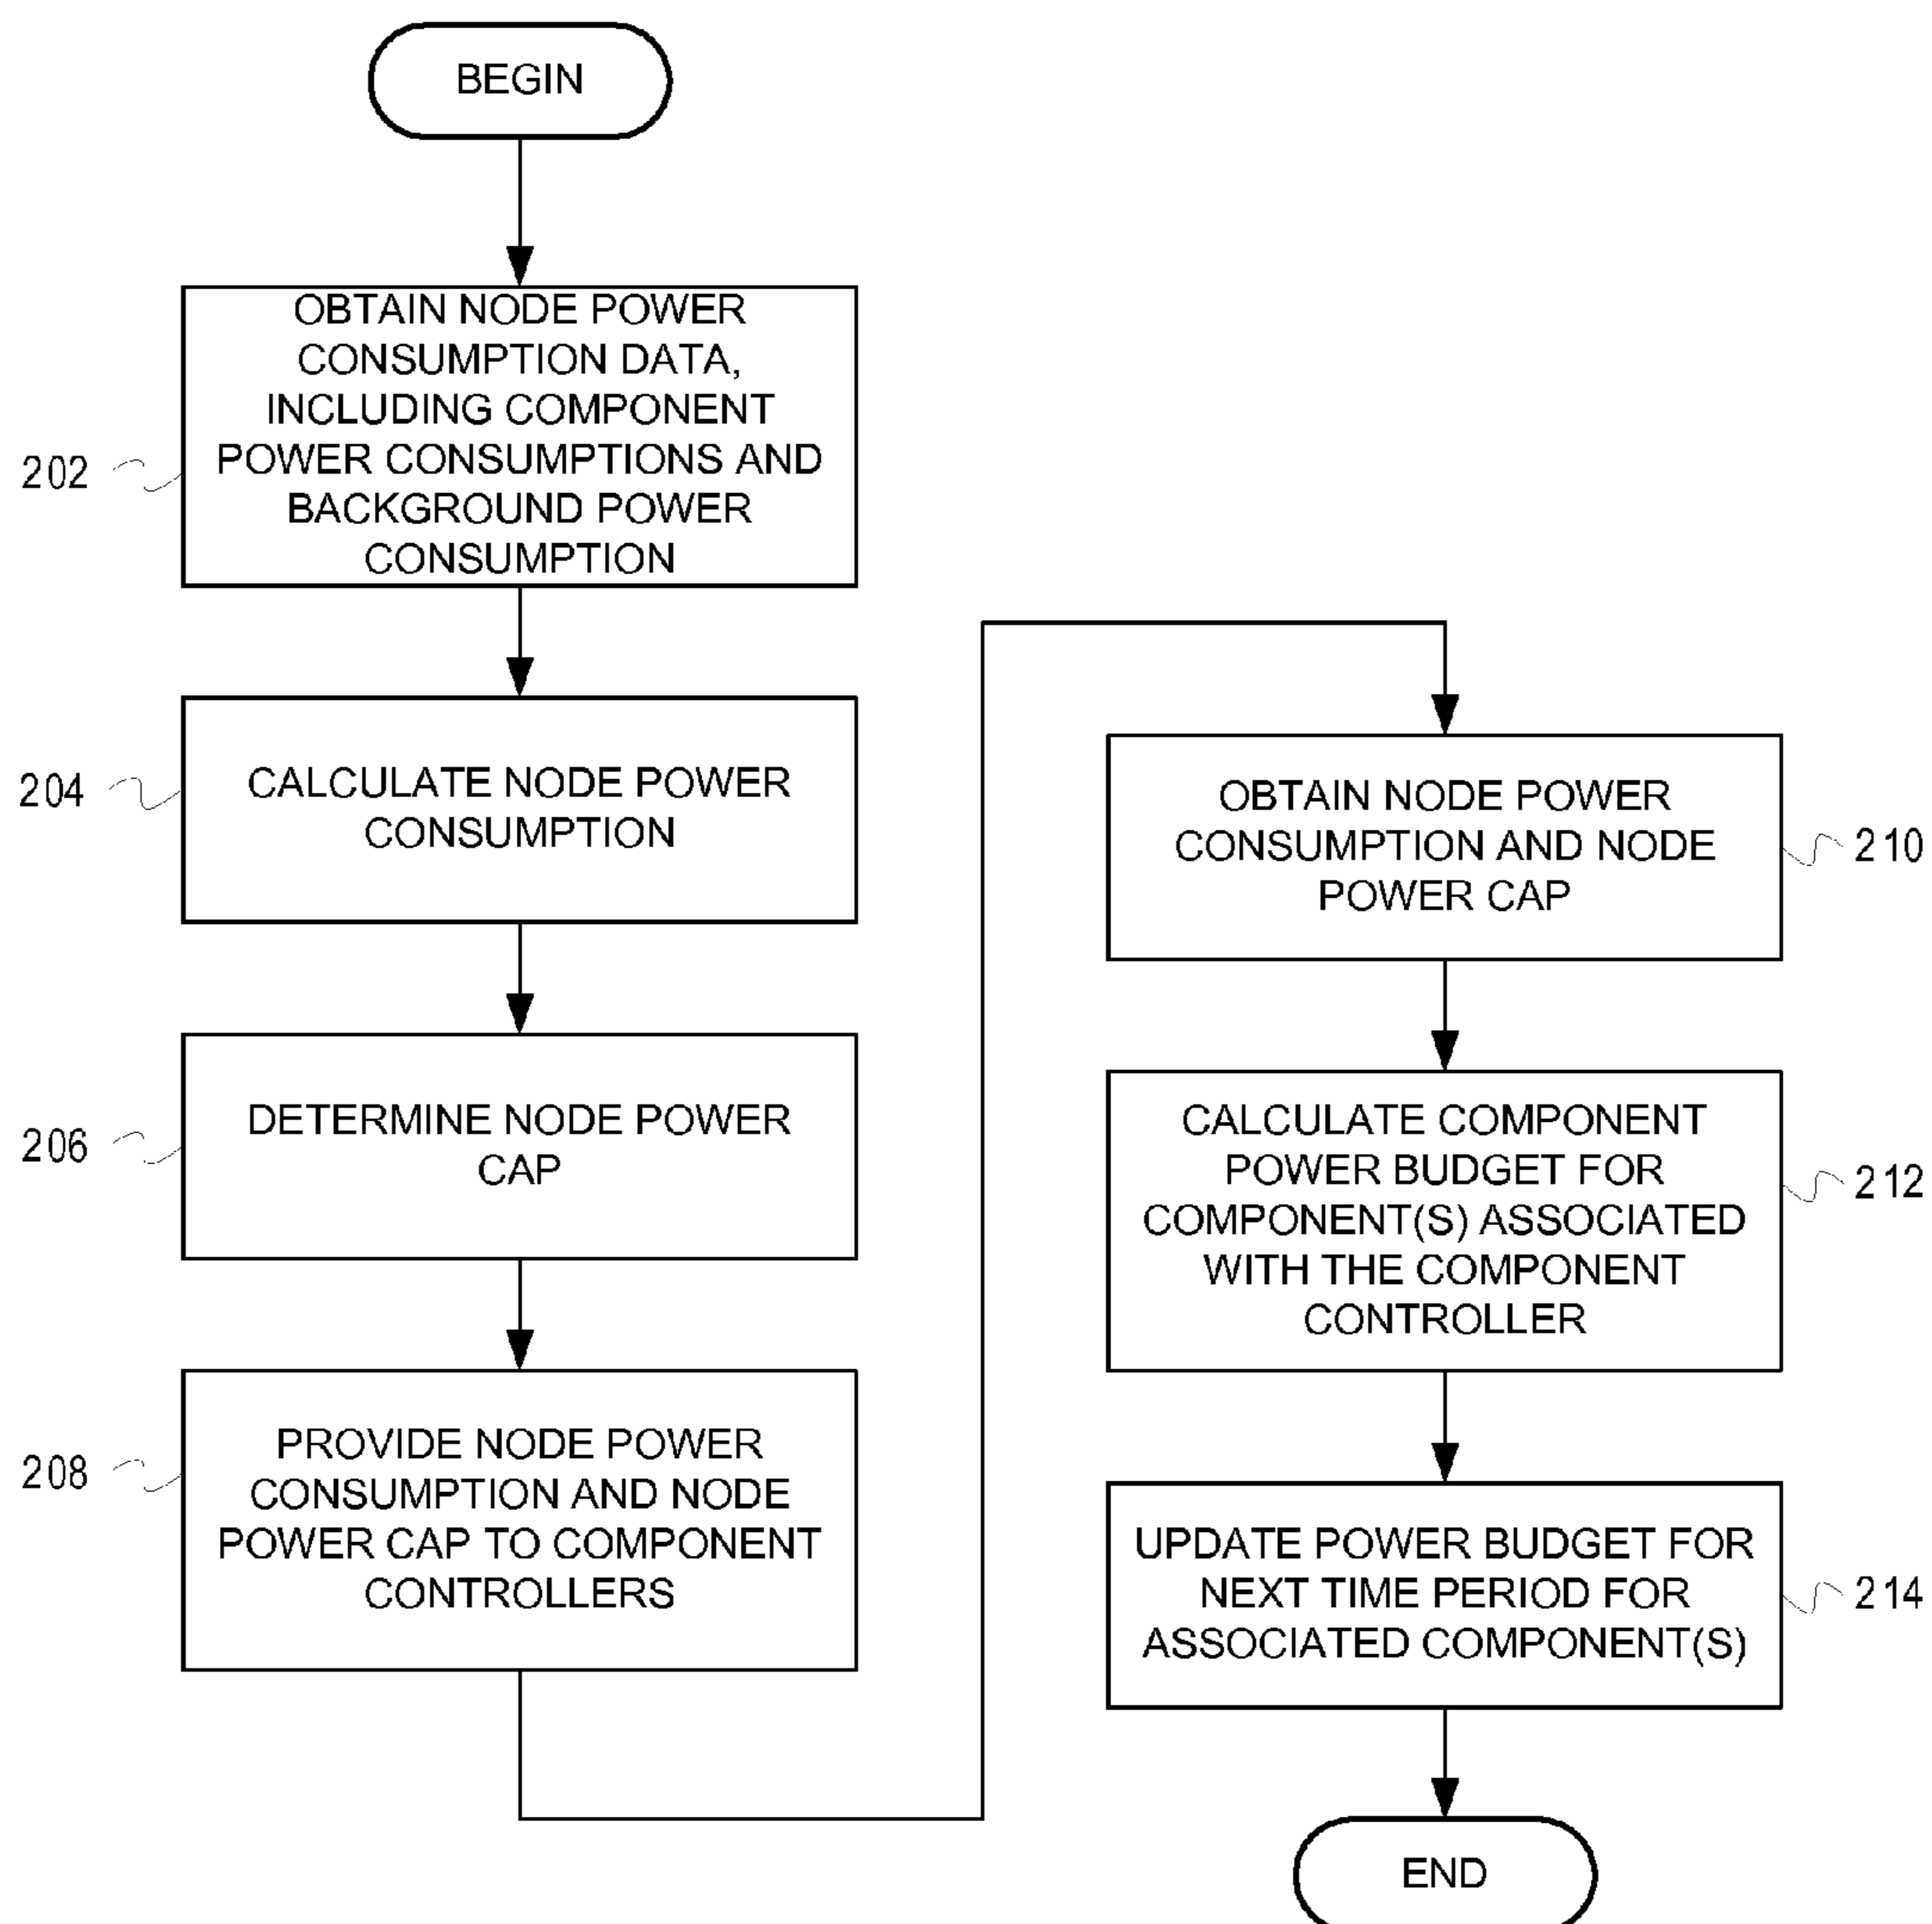 BEGIN
OBTAIN NODE POWER
CONSUMPTION DATA,
INCLUDING COMPONENT
POWER CONSUMPTIONS AND
BACKGROUND POWER
CONSUMPTION
202
CALCULATE NODE POWER
CONSUMPTION
204
DETERMINE NODE POWER
CAP
206
PROVIDE NODE POWER
CONSUMPTION AND NODE
POWER CAP TO COMPONENT
CONTROLLERS
208
OBTAIN NODE POWER
CONSUMPTION AND NODE
POWER CAP
210
CALCULATE COMPONENT
POWER BUDGET FOR
COMPONENT(S) ASSOCIATED
WITH THE COMPONENT
CONTROLLER
212
UPDATE POWER BUDGET FOR
NEXT TIME PERIOD FOR
ASSOCIATED COMPONENT(S)
214
END